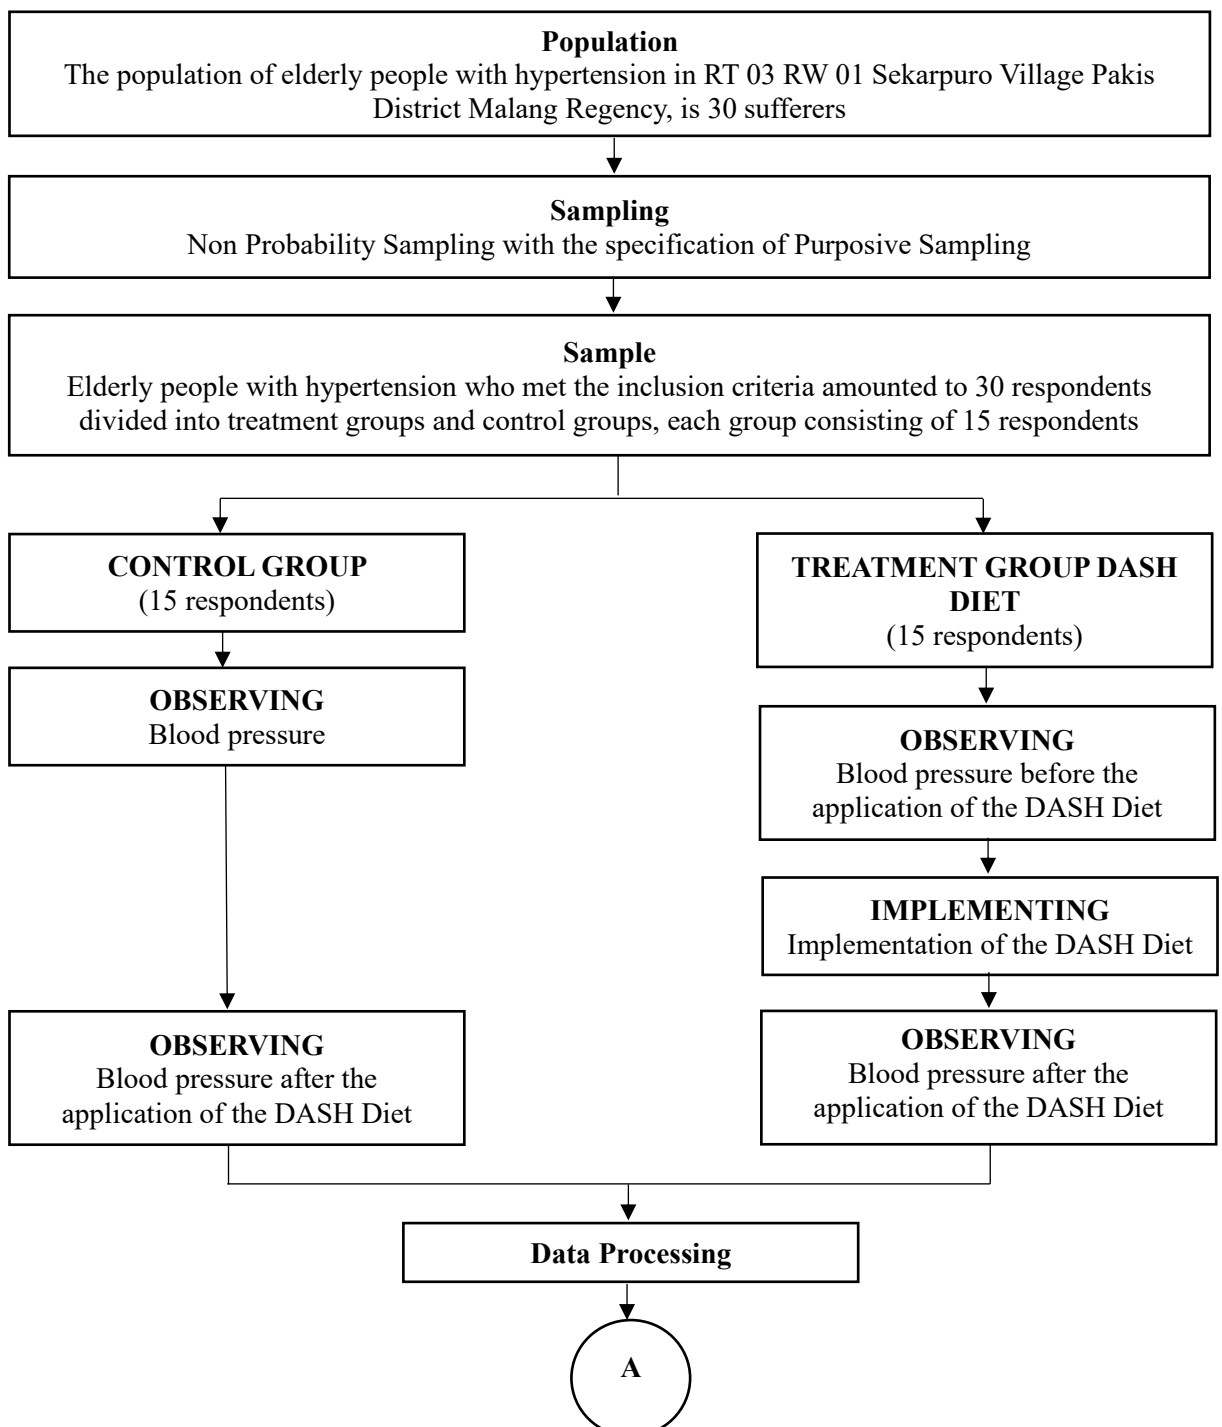 Population
The population of elderly people with hypertension in RT 03 RW 01 Sekarpuro Village Pakis
District Malang Regency, is 30 sufferers
Sampling
Non Probability Sampling with the specification of Purposive Sampling
Sample
Elderly people with hypertension who met the inclusion criteria amounted to 30 respondents
divided into treatment groups and control groups, each group consisting of 15 respondents
CONTROL GROUP
(15 respondents)
OBSERVING
Blood pressure
OBSERVING
Blood pressure after the
application of the DASH Diet
TREATMENT GROUP DASH
DIET
(15 respondents)
OBSERVING
Blood pressure before the
application of the DASH Diet
IMPLEMENTING
Implementation of the DASH Diet
OBSERVING
Blood pressure after the
application of the DASH Diet
Data Processing
A